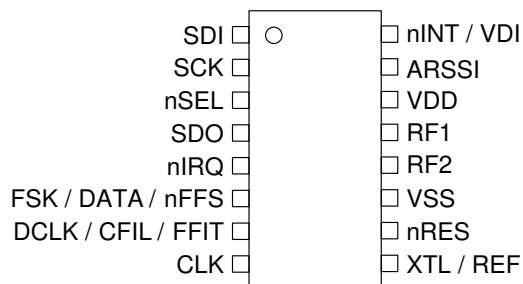 SDI
nINT / VDI
SCK
ARSSI
nSEL
VDD
SDO
RF1
nIRQ
RF2
FSK / DATA / nFFS
VSS
DCLK / CFIL / FFIT
nRES
CLK
XTL / REF